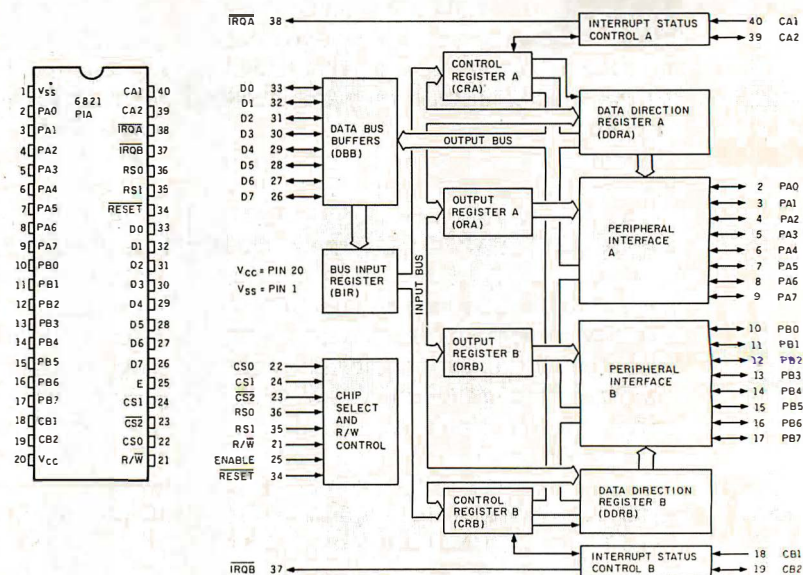 6821
PIA
1 VSS CA1 40
2 PA0 CA2 39
3 PA1 IRQA 38
4 PA2 IRQB 37
5 PA3 RS0 36
6 PA4 RS1 35
7 PA5 RESET 34
8 PA6 D0 33
9 PA7 D1 32
10 PB0 D2 31
11 PB1 D3 30
12 PB2 D4 29
13 PB3 D5 28
14 PB4 D6 27
15 PB5 D7 26
16 PB6 E 25
17 PB7 CS1 24
18 CB1 CS2 23
19 CB2 CS0 22
20 VCC R/W 21
IRQA 38
D0 33
D1 32
D2 31
D3 30
D4 29
D5 28
D6 27
D7 26
DATA BUS
BUFFERS
(DBB)
VCC = PIN 20
VSS = PIN 1
BUS INPUT
REGISTER
(BIR)
CS0 22
CS1 24
CS2 23
RS0 36
RS1 35
R/W 21
ENABLE 25
RESET 34
CHIP
SELECT
AND
R/W
CONTROL
IRQB 37
INPUT BUS
OUTPUT BUS
CONTROL
REGISTER A
(CRA)
OUTPUT
REGISTER A
(ORA)
OUTPUT
REGISTER B
(ORB)
CONTROL
REGISTER B
(CRB)
INTERRUPT STATUS
CONTROL A
40 CA1
39 CA2
DATA DIRECTION
REGISTER A
(DDRA)
PERIPHERAL
INTERFACE
A
2 PA0
3 PA1
4 PA2
5 PA3
6 PA4
7 PA5
8 PA6
9 PA7
PERIPHERAL
INTERFACE
B
10 PB0
11 PB1
12 PB2
13 PB3
14 PB4
15 PB5
16 PB6
17 PB7
DATA DIRECTION
REGISTER B
(DDRB)
INTERRUPT STATUS
CONTROL B
18 CB1
19 CB2